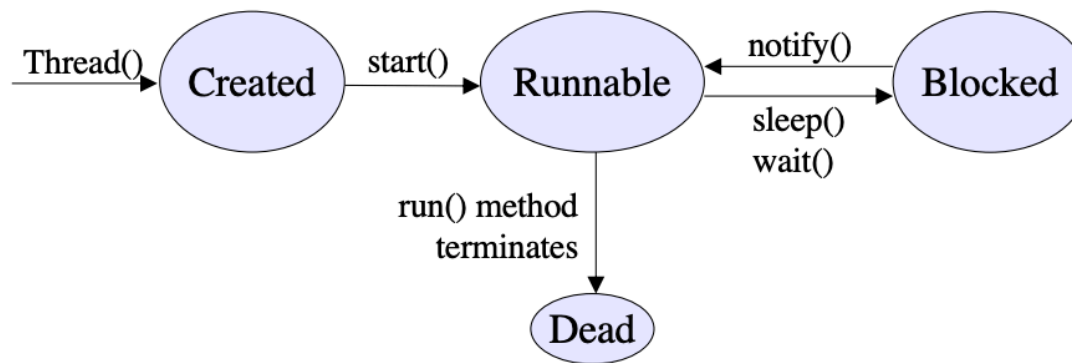 Thread()
Created
start()
Runnable
notify()
sleep()
wait()
Blocked
run() method
terminates
Dead